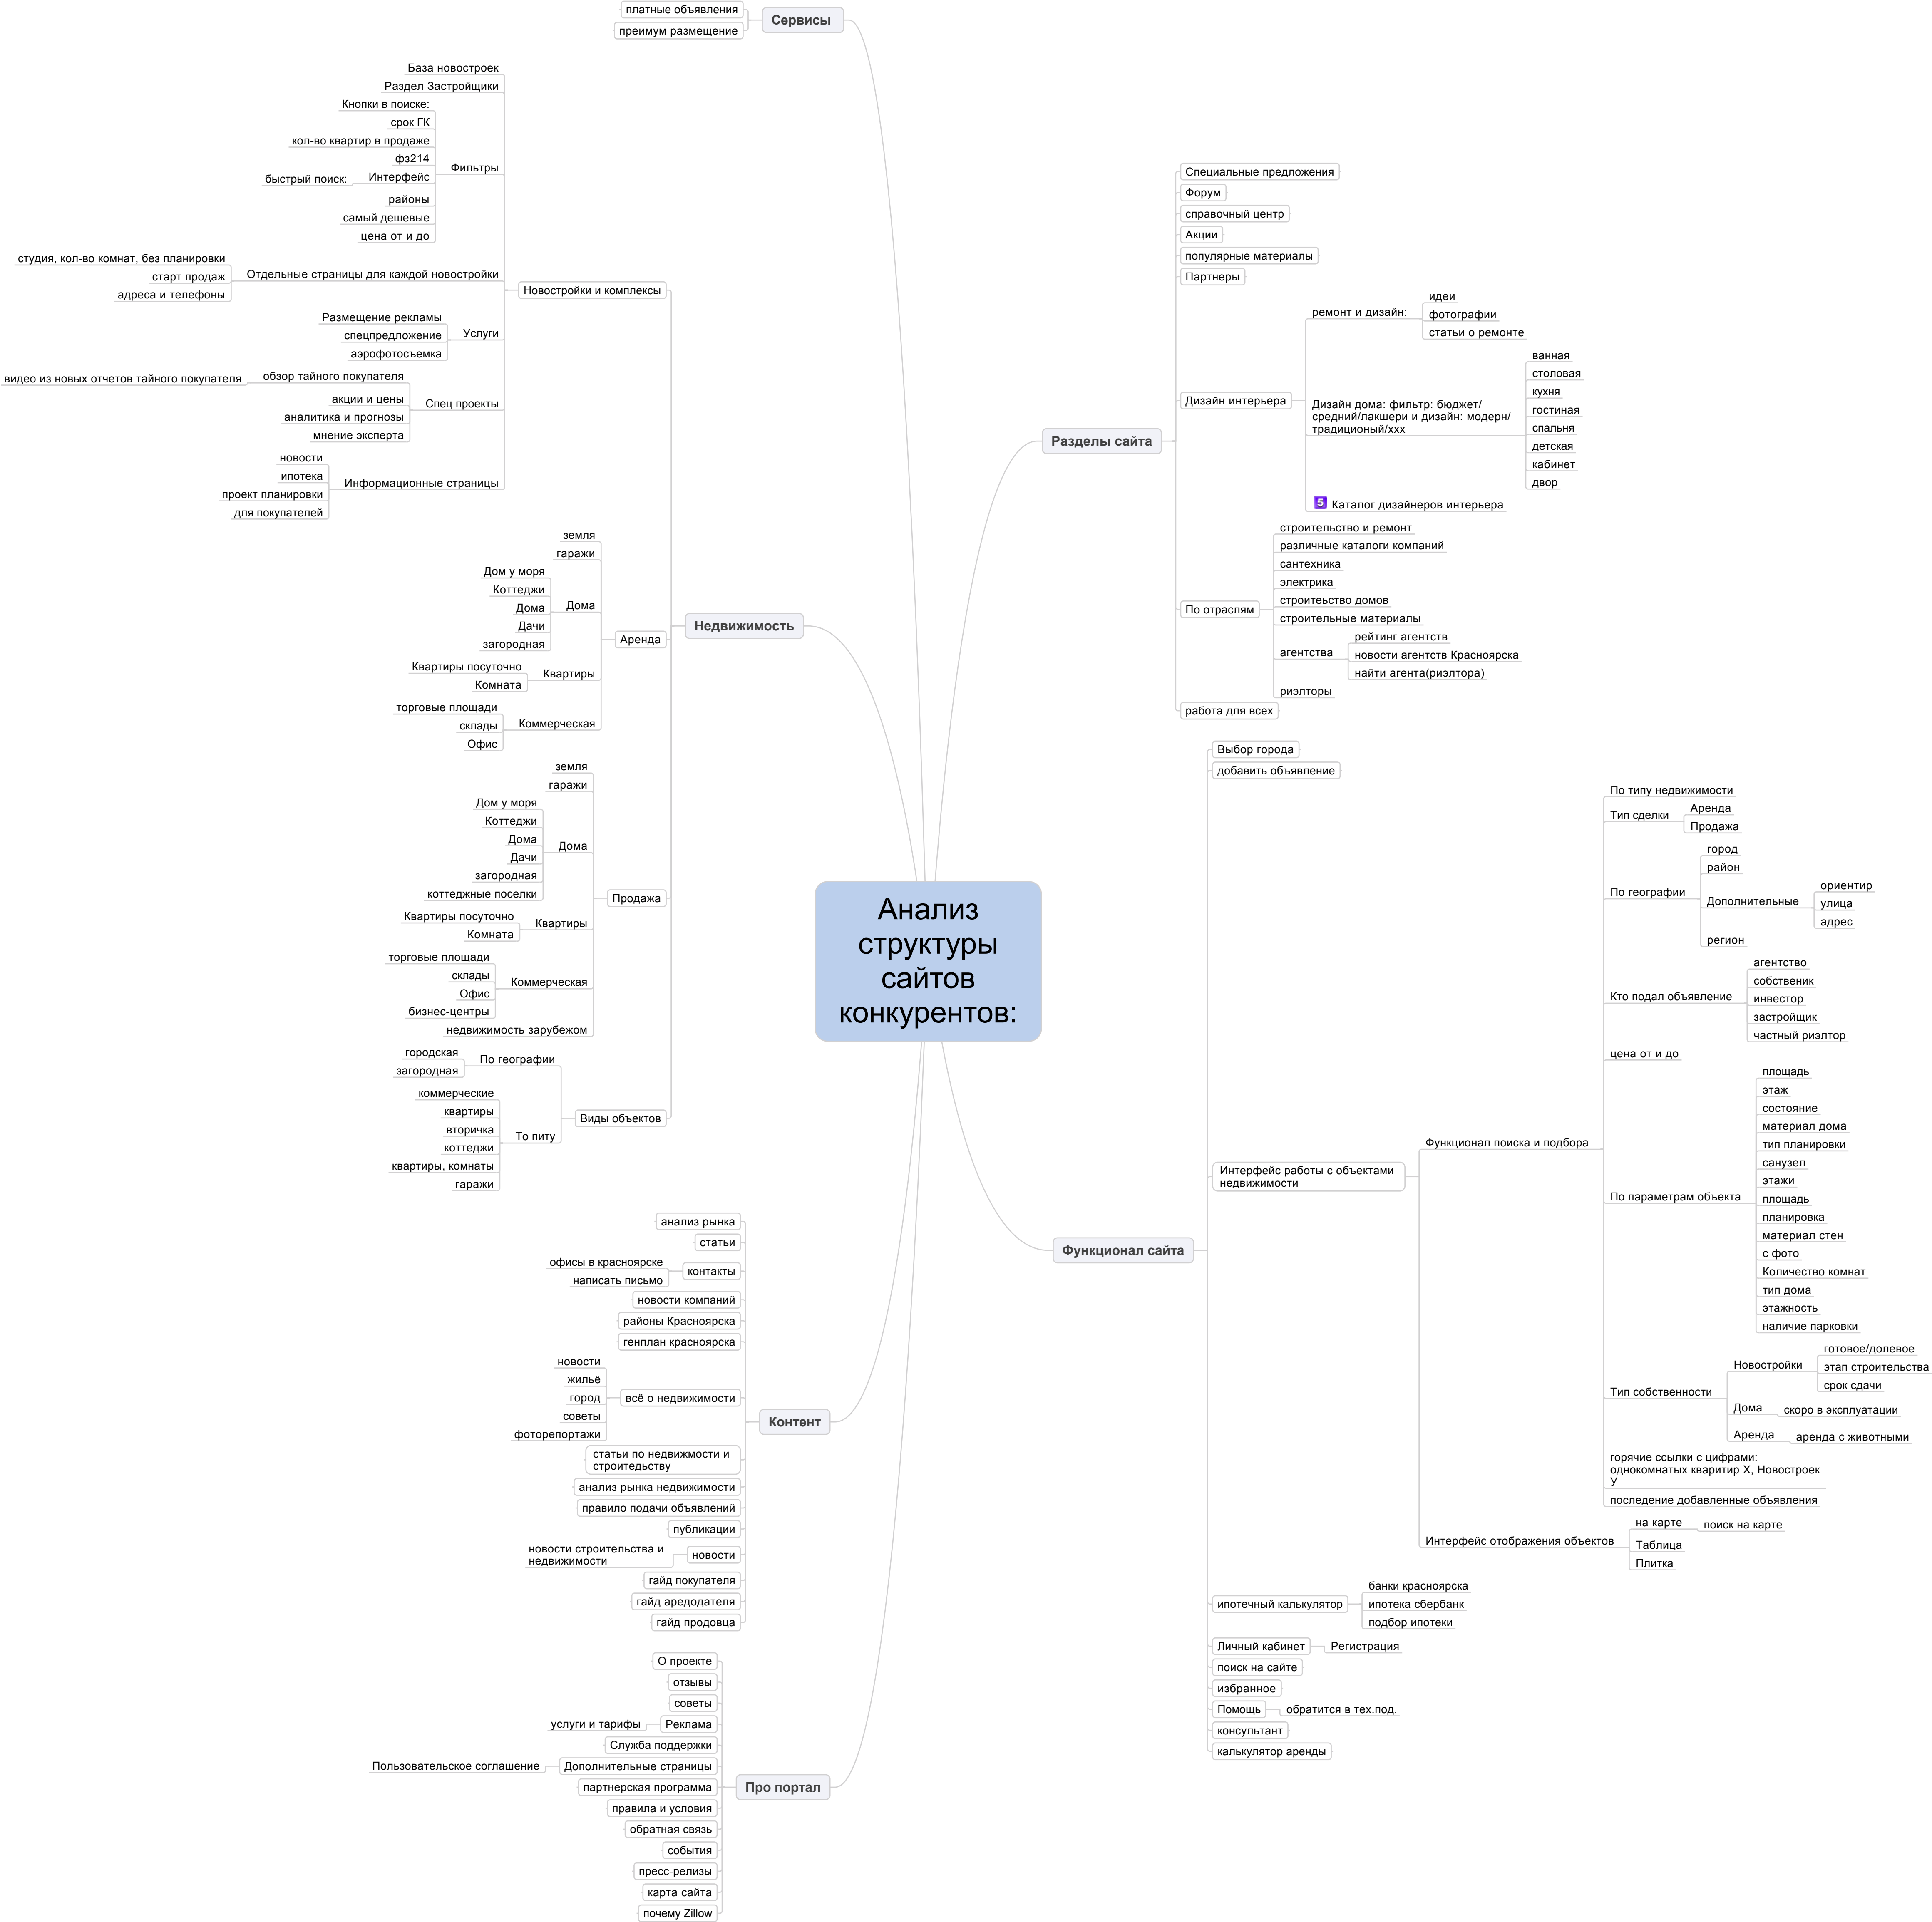 Анализ
структуры
сайтов
конкурентов:
Сервисы
платные объявления
преимум размещение
Недвижимость
Новостройки и комплексы
База новостроек
Раздел Застройщики
Фильтры
Кнопки в поиске:
срок ГК
кол-во квартир в продаже
фз214
Интерфейс
быстрый поиск:
районы
самый дешевые
цена от и до
Отдельные страницы для каждой новостройки
студия, кол-во комнат, без планировки
старт продаж
адреса и телефоны
Услуги
Размещение рекламы
спецпредложение
аэрофотосъемка
Спец проекты
обзор тайного покупателя
видео из новых отчетов тайного покупателя
акции и цены
аналитика и прогнозы
мнение эксперта
Информационные страницы
новости
ипотека
проект планировки
для покупателей
Аренда
земля
гаражи
Дома
Дом у моря
Коттеджи
Дома
Дачи
загородная
Квартиры
Квартиры посуточно
Комната
Коммерческая
торговые площади
склады
Офис
Продажа
земля
гаражи
Дома
Дом у моря
Коттеджи
Дома
Дачи
загородная
коттеджные поселки
Квартиры
Квартиры посуточно
Комната
Коммерческая
торговые площади
склады
Офис
бизнес-центры
недвижимость зарубежом
Виды объектов
По географии
городская
загородная
То питу
коммерческие
квартиры
вторичка
коттеджи
квартиры, комнаты
гаражи
Контент
анализ рынка
статьи
контакты
офисы в красноярске
написать письмо
новости компаний
районы Красноярска
генплан красноярска
всё о недвижимости
новости
жильё
город
советы
фоторепортажи
статьи по недвижмости и
строитедьству
анализ рынка недвижимости
правило подачи объявлений
публикации
новости
новости строительства и
недвижимости
гайд покупателя
гайд аредодателя
гайд продовца
Про портал
О проекте
отзывы
советы
Реклама
услуги и тарифы
Служба поддержки
Дополнительные страницы
Пользовательское соглашение
партнерская программа
правила и условия
обратная связь
события
пресс-релизы
карта сайта
почему Zillow
Разделы сайта
Специальные предложения
Форум
справочный центр
Акции
популярные материалы
Партнеры
Дизайн интерьера
ремонт и дизайн:
идеи
фотографии
статьи о ремонте
Дизайн дома: фильтр: бюджет/
средний/лакшери и дизайн: модерн/
традиционый/ххх
ванная
столовая
кухня
гостиная
спальня
детская
кабинет
двор
5 Каталог дизайнеров интерьера
По отраслям
строительство и ремонт
различные каталоги компаний
сантехника
электрика
строитеьство домов
строительные материалы
агентства
рейтинг агентств
новости агентств Красноярска
найти агента(риэлтора)
риэлторы
работа для всех
Функционал сайта
Выбор города
добавить объявление
Интерфейс работы с объектами
недвижимости
Функционал поиска и подбора
По типу недвижимости
Тип сделки
Аренда
Продажа
По географии
город
район
Дополнительные
ориентир
улица
адрес
регион
Кто подал объявление
агентство
собственик
инвестор
застройщик
частный риэлтор
цена от и до
По параметрам объекта
площадь
этаж
состояние
материал дома
тип планировки
санузел
этажи
площадь
планировка
материал стен
с фото
Количество комнат
тип дома
этажность
наличие парковки
Тип собственности
Новостройки
готовое/долевое
этап строительства
срок сдачи
Дома
скоро в эксплуатации
Аренда
аренда с животными
горячие ссылки с цифрами:
однокомнатых кваритир Х, Новостроек
У
последение добавленные объявления
Интерфейс отображения объектов
на карте
поиск на карте
Таблица
Плитка
ипотечный калькулятор
банки красноярска
ипотека сбербанк
подбор ипотеки
Личный кабинет
Регистрация
поиск на сайте
избранное
Помощь
обратится в тех.под.
консультант
калькулятор аренды